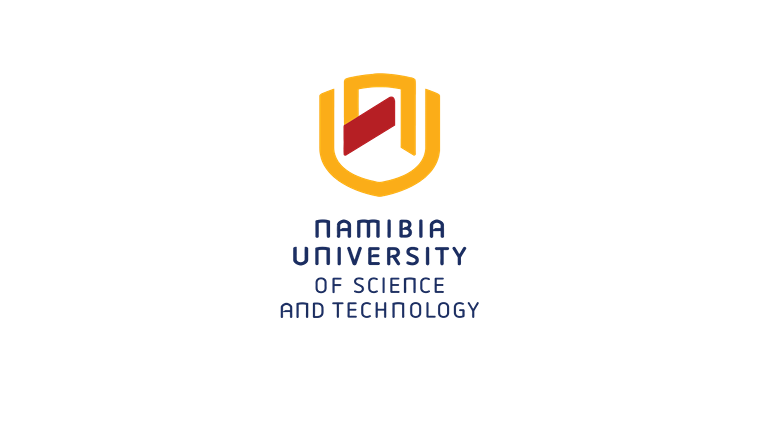 NAMIBIA
UNIVERSITY
OF SCIENCE
AND TECHNOLOGY